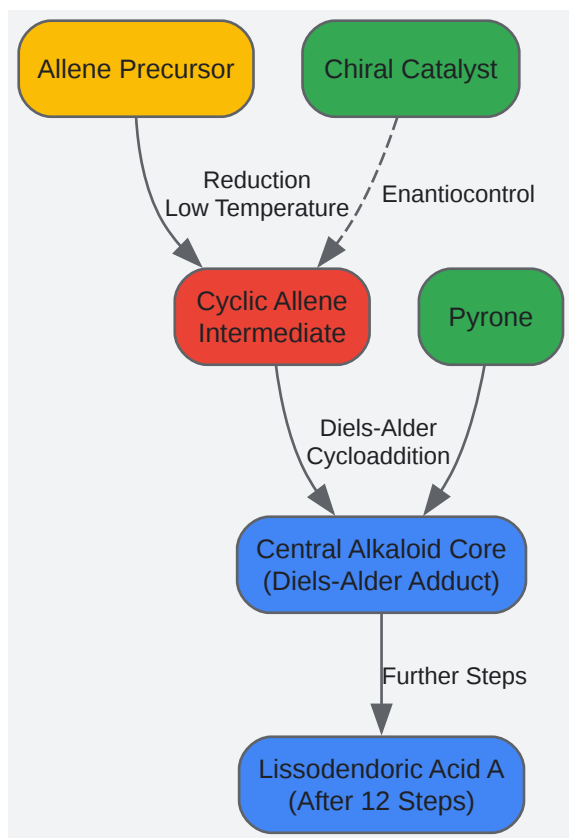 Allene Precursor
Chiral Catalyst
Reduction
Low Temperature
Enantiocontrol
Cyclic Allene
Intermediate
Pyrone
Diels-Alder
Cycloaddition
Central Alkaloid Core
(Diels-Alder Adduct)
Further Steps
Lissodendoric Acid A
(After 12 Steps)